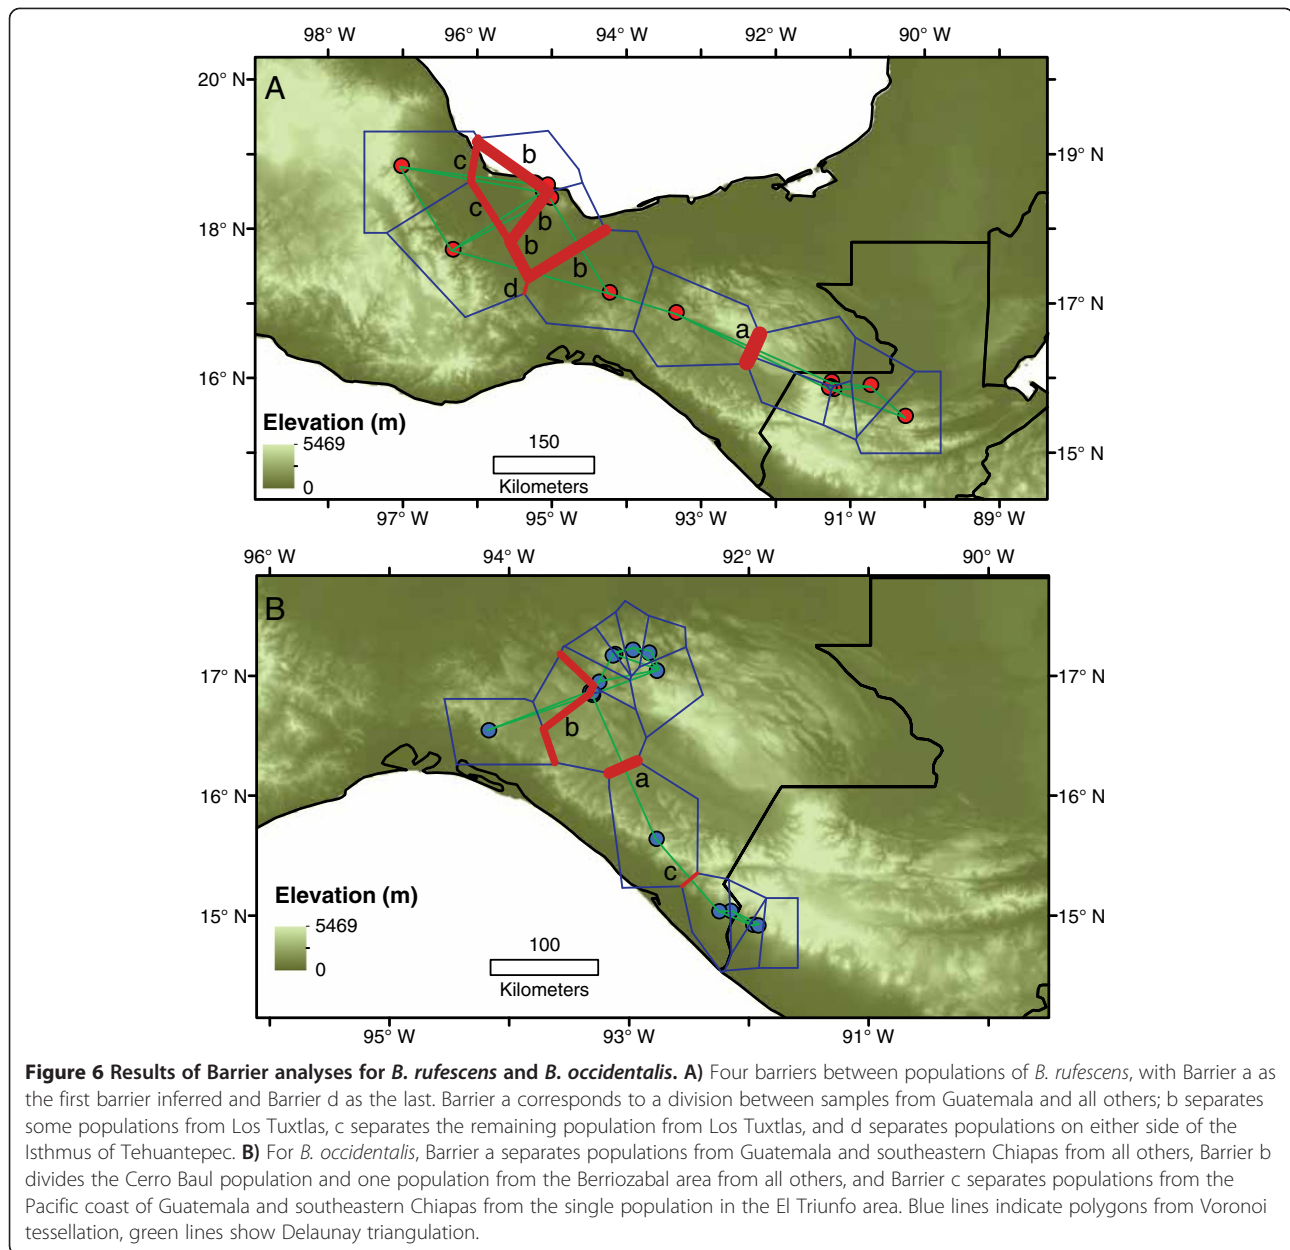 98° W 96° W 94° W 92° W 90° W
20° N
A
19° N
c
b
c
b
18° N
b
b
d
17° N
a
16° N
Elevation (m)
5469
0
150
Kilometers
15° N
97° W 95° W 93° W 91° W 89° W
96° W 94° W 92° W 90° W
B
17° N 17° N
b
a
16° N 16° N
c
Elevation (m)
5469
0
15° N 15° N
100
Kilometers
95° W 93° W 91° W
Figure 6 Results of Barrier analyses for B. rufescens and B. occidentalis. A) Four barriers between populations of B. rufescens, with Barrier a as
the first barrier inferred and Barrier d as the last. Barrier a corresponds to a division between samples from Guatemala and all others; b separates
some populations from Los Tuxtlas, c separates the remaining population from Los Tuxtlas, and d separates populations on either side of the
Isthmus of Tehuantepec. B) For B. occidentalis, Barrier a separates populations from Guatemala and southeastern Chiapas from all others, Barrier b
divides the Cerro Baul population and one population from the Berriozabal area from all others, and Barrier c separates populations from the
Pacific coast of Guatemala and southeastern Chiapas from the single population in the El Triunfo area. Blue lines indicate polygons from Voronoi
tessellation, green lines show Delaunay triangulation.